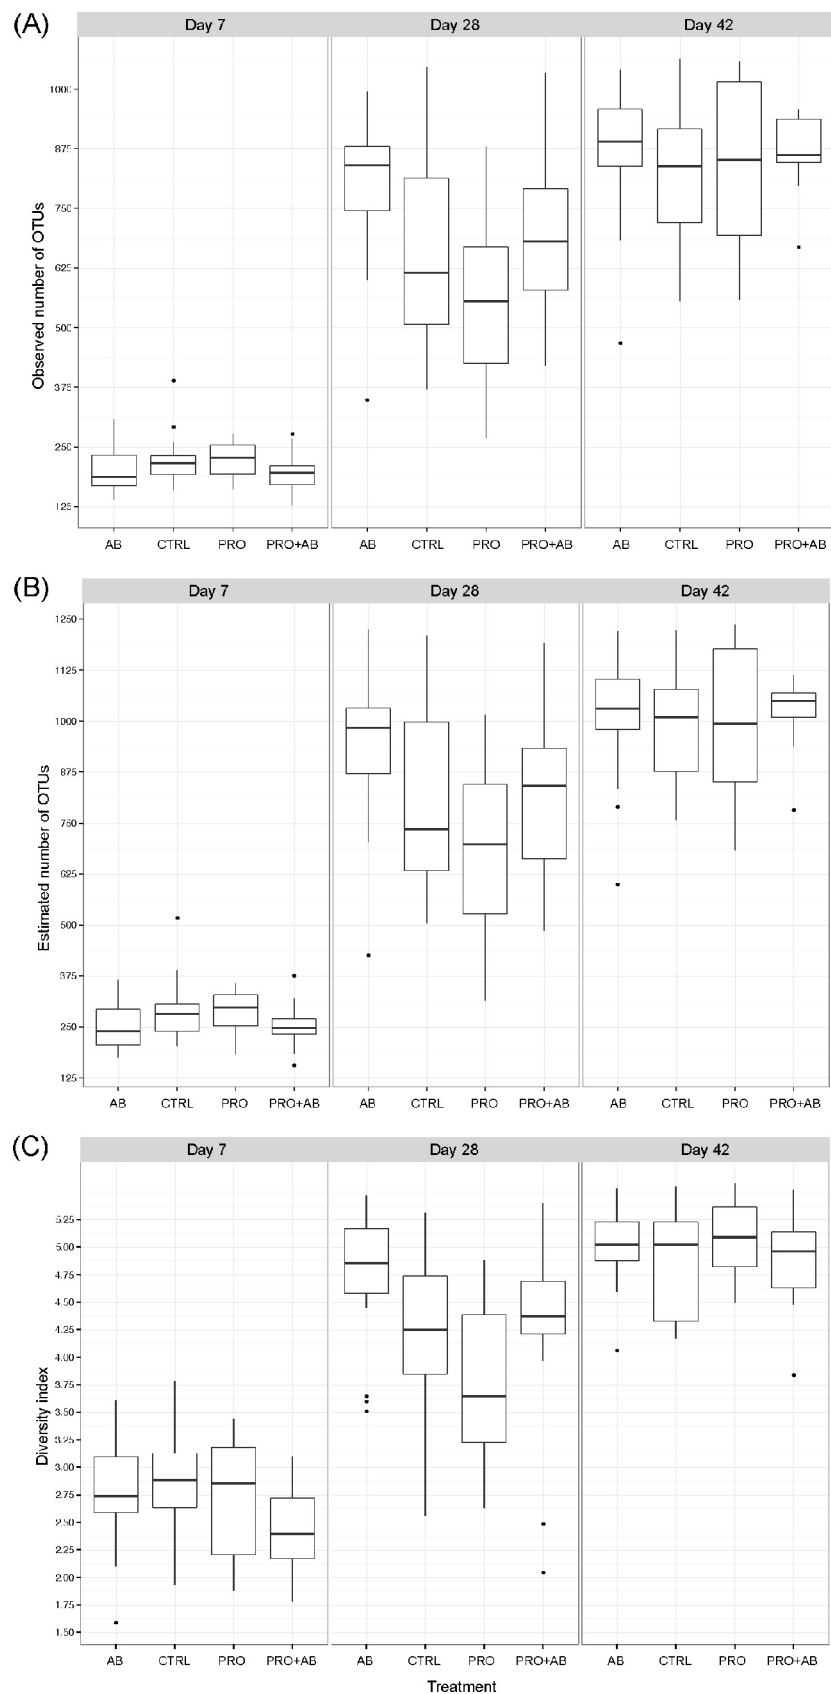 (A)
Day 7 Day 28 Day 42
Observed number of OTUs
1000
875
750
625
500
375
250
125
AB CTRL PRO PRO+AB AB CTRL PRO PRO+AB AB CTRL PRO PRO+AB
(B)
Day 7 Day 28 Day 42
Estimated number of OTUs
1250
1125
1000
875
750
625
500
375
250
125
AB CTRL PRO PRO+AB AB CTRL PRO PRO+AB AB CTRL PRO PRO+AB
(C)
Day 7 Day 28 Day 42
Diversity index
5.25
5.00
4.75
4.50
4.25
4.00
3.75
3.50
3.25
3.00
2.75
2.50
2.25
2.00
1.75
1.50
AB CTRL PRO PRO+AB AB CTRL PRO PRO+AB AB CTRL PRO PRO+AB
Treatment